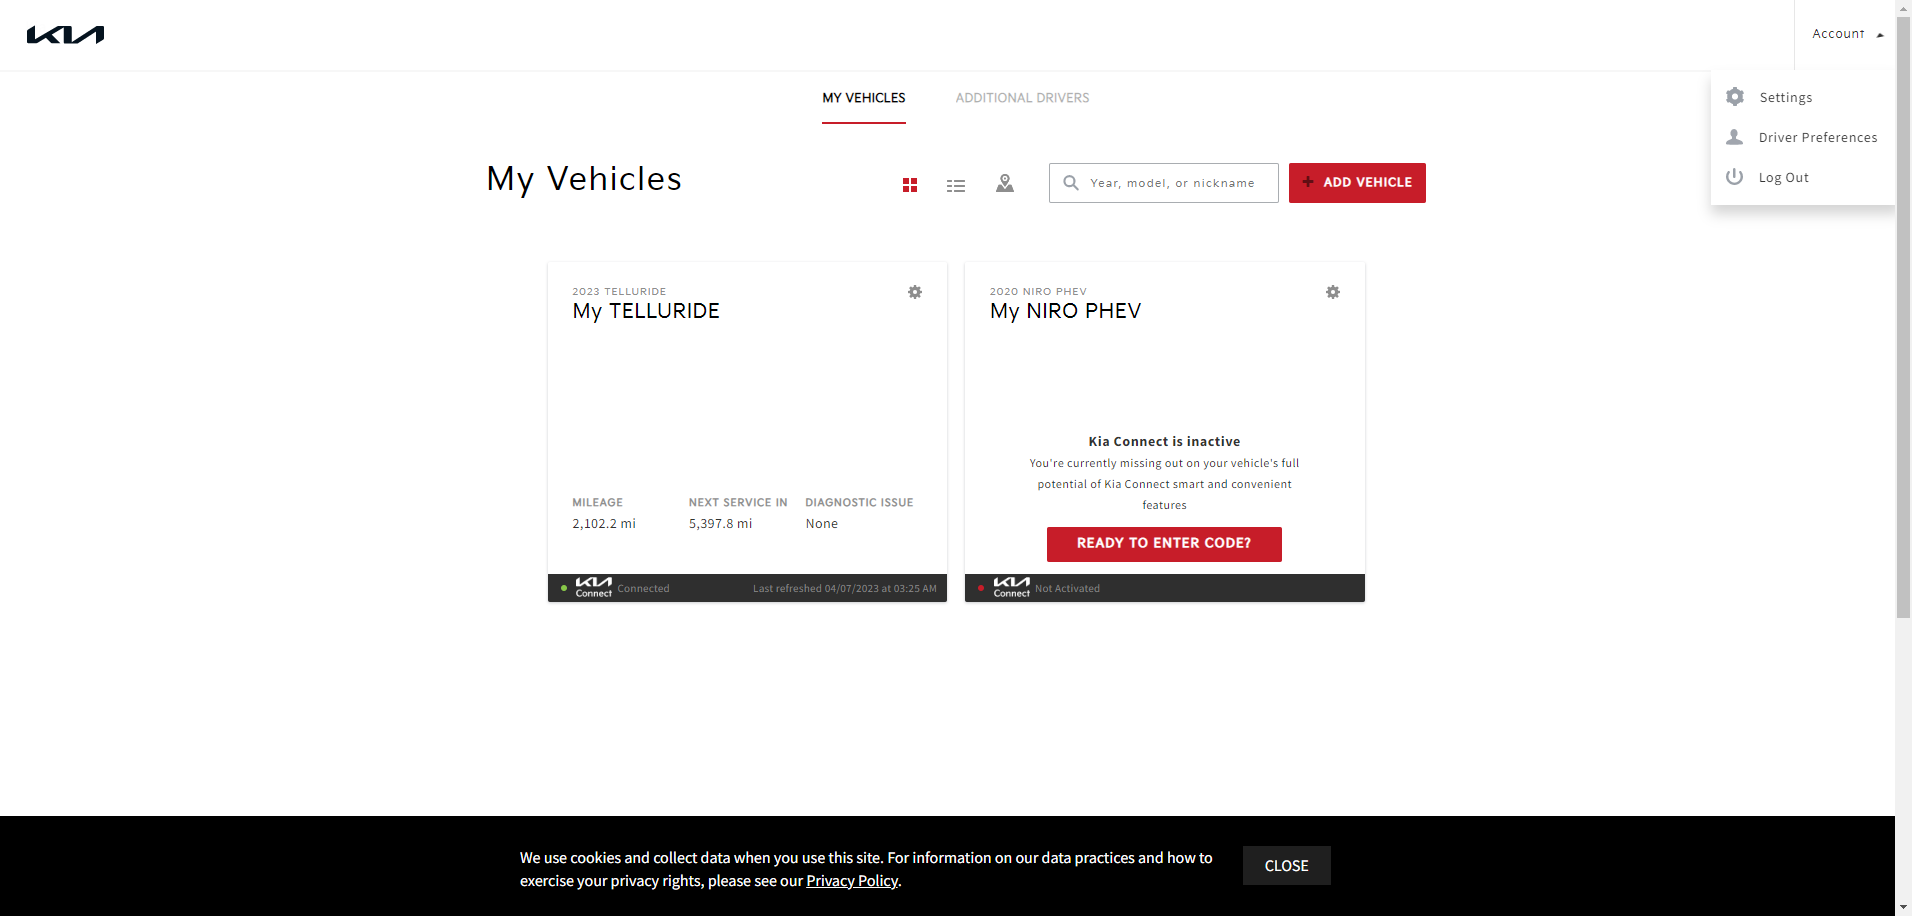 KIA
Account
Settings
Driver Preferences
Log Out
MY VEHICLES
ADDITIONAL DRIVERS
My Vehicles
Year, model, or nickname
+ ADD VEHICLE
2023 TELLURIDE
My TELLURIDE
MILEAGE
2,102.2 mi
NEXT SERVICE IN
5,397.8 mi
DIAGNOSTIC ISSUE
None
KIA
Connect
Connected
Last refreshed 04/07/2023 at 03:25 AM
2020 NIRO PHEV
My NIRO PHEV
Kia Connect is inactive
You're currently missing out on your vehicle's full
potential of Kia Connect smart and convenient
features
READY TO ENTER CODE?
KIA
Connect
Not Activated
We use cookies and collect data when you use this site. For information on our data practices and how to
exercise your privacy rights, please see our Privacy Policy.
CLOSE